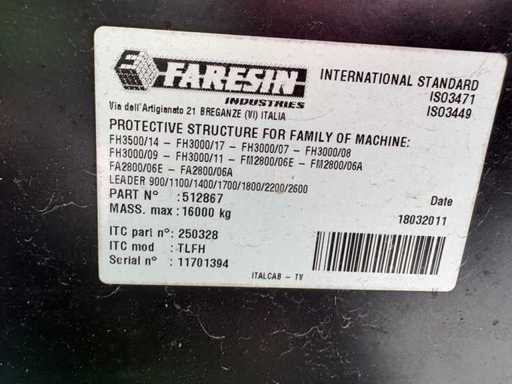 FARESIN
INDUSTRIES
Via dell'Artigianato 21 BREGANZE (VI) ITALIA
INTERNATIONAL STANDARD
ISO3471
ISO3449
PROTECTIVE STRUCTURE FOR FAMILY OF MACHINE:
FH3500/14 - FH3000/17 - FH3000/07 - FH3000/08
FH3000/09 - FH3000/11 - FM2800/06E - FM2800/06A
FA2800/06E - FA2800/06A
LEADER 900/1100/1400/1700/1800/2200/2600
PART N° : 512867
Date
MASS. max : 16000 kg
18032011
ITC part n° : 250328
ITC mod : TLFH
Serial n° : 11701394
ITALCAB - TV